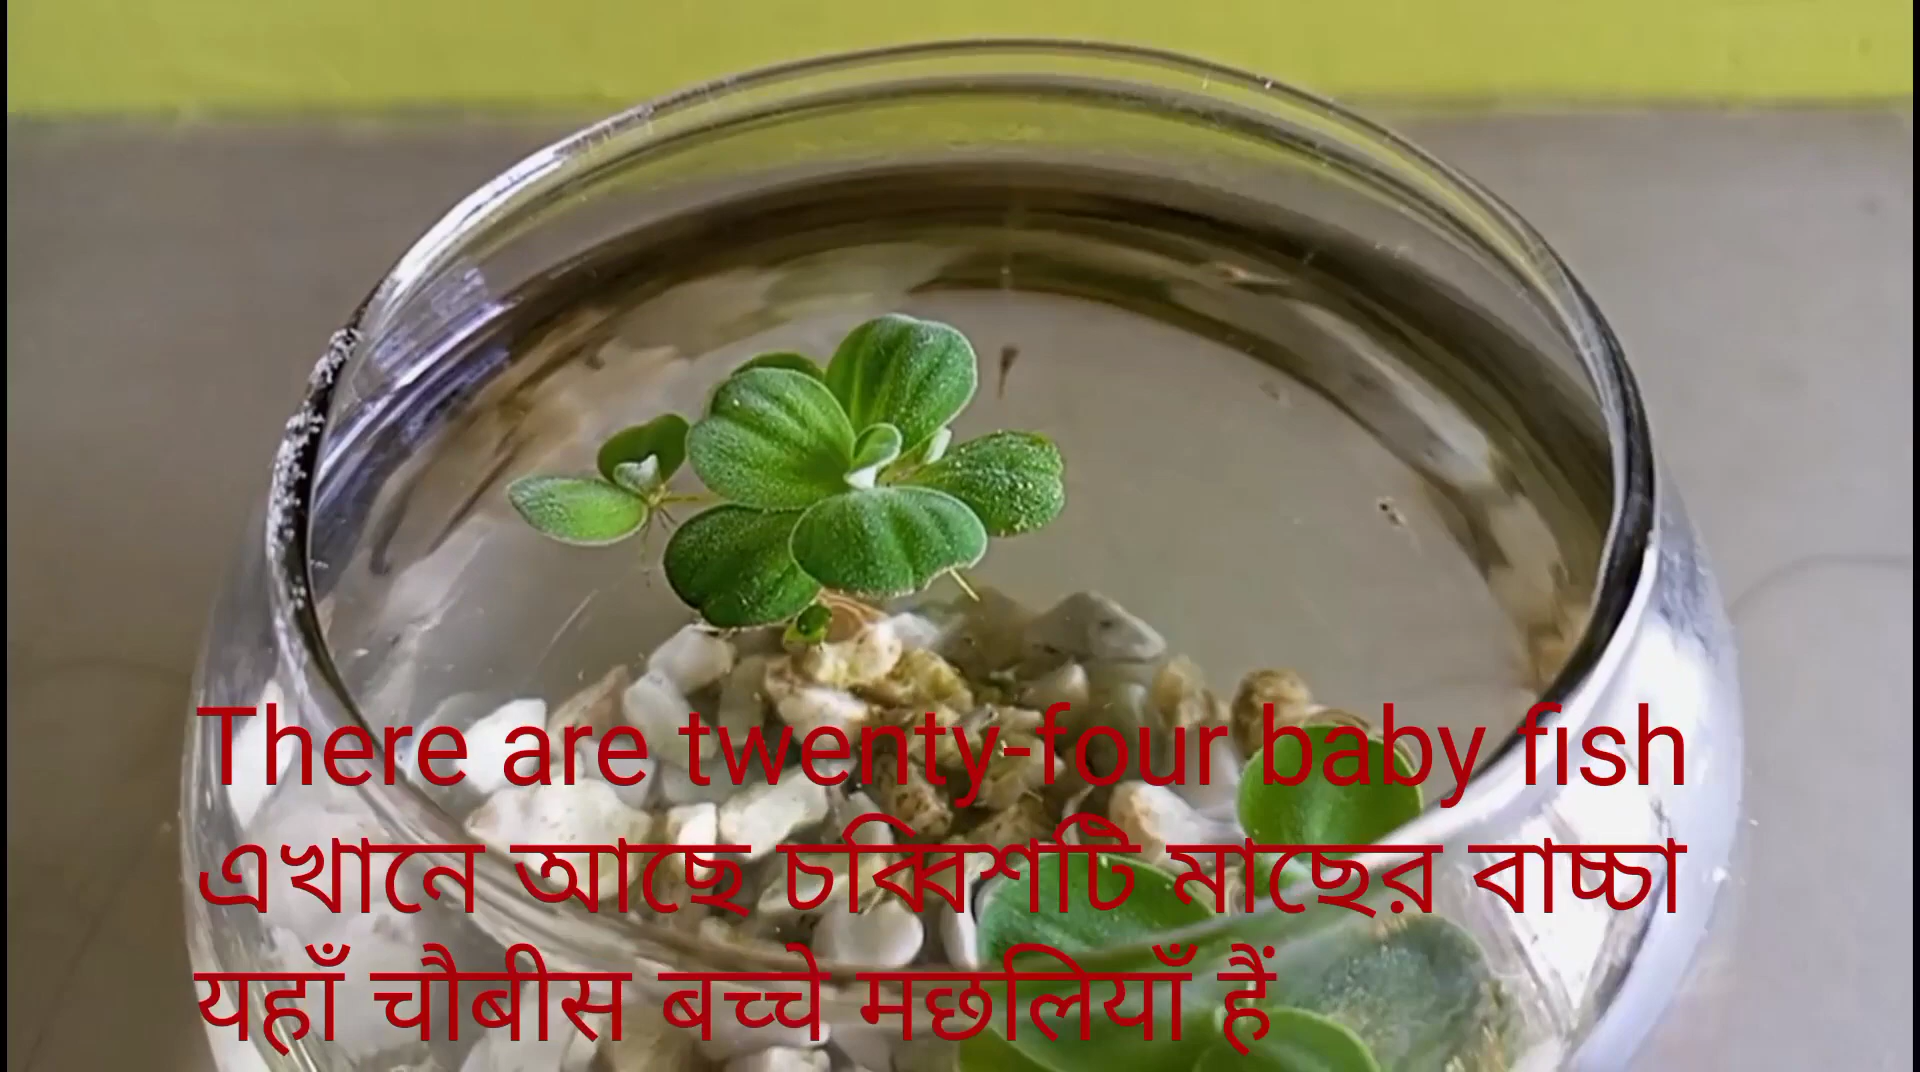 There are twenty-four baby fish
এখানে আছে চব্বিশটি মাছের বাচ্চা
यहाँ चौबीस बच्चे मछलियाँ हैं